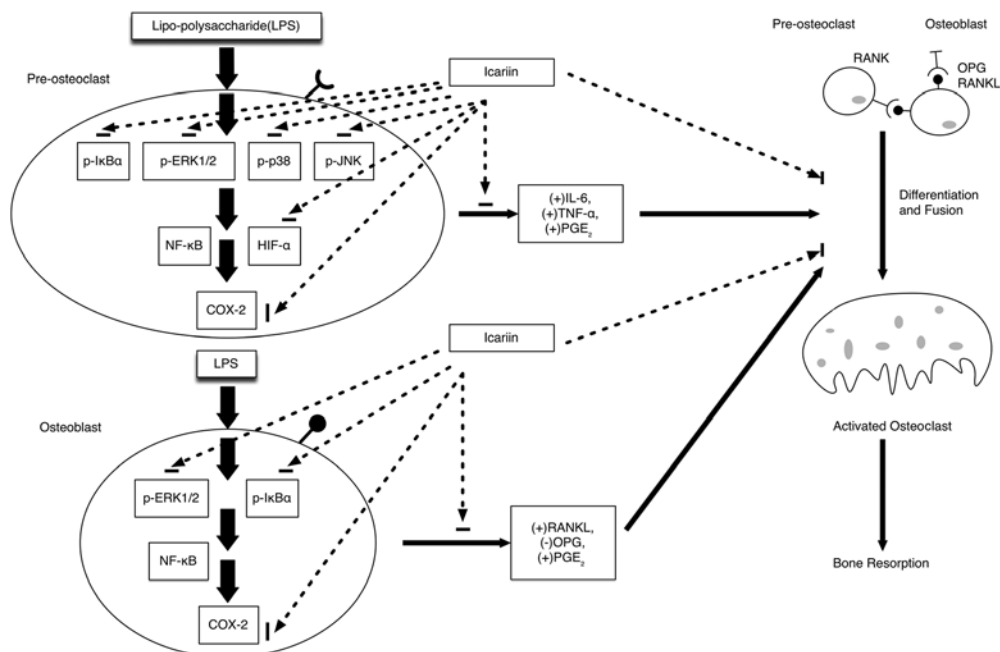 Lipo-polysaccharide(LPS)
Pre-osteoclast
Icariin
p-IκBα
p-ERK1/2
p-p38
p-JNK
NF-κB
HIF-α
COX-2
(+)IL-6,
(+)TNF-α,
(+)PGE₂
Pre-osteoclast
Osteoblast
RANK
OPG
RANKL
Differentiation
and Fusion
Activated Osteoclast
Bone Resorption
LPS
Osteoblast
Icariin
p-ERK1/2
p-IκBα
NF-κB
COX-2
(+)RANKL,
(-)OPG,
(+)PGE₂